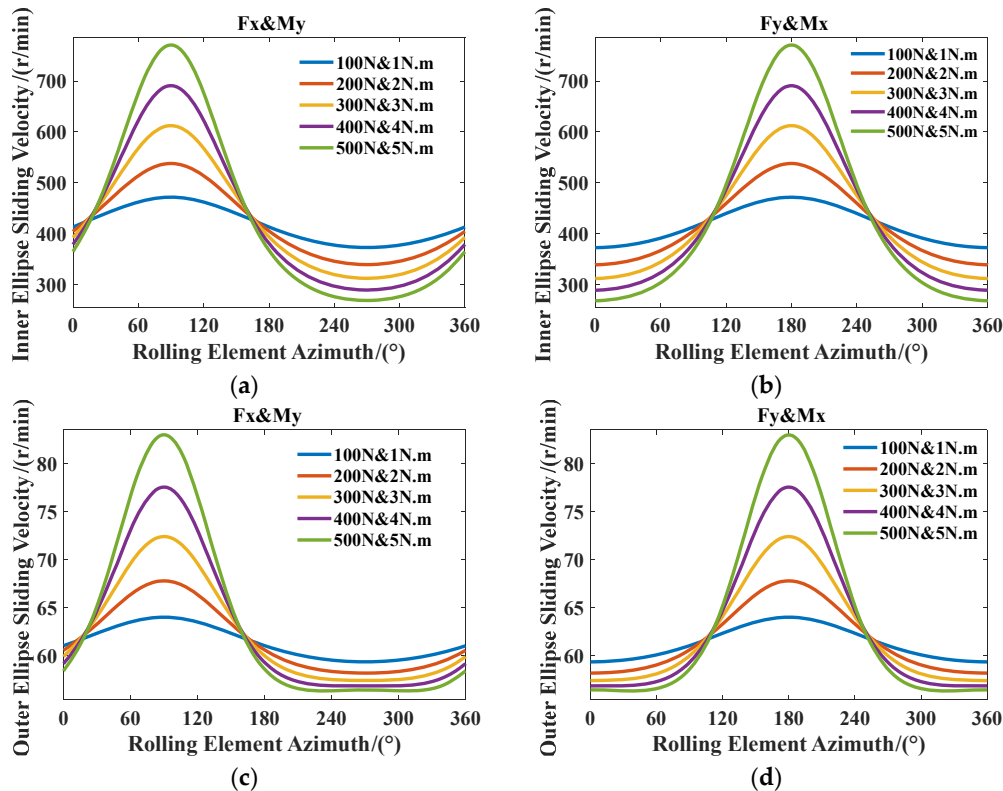 Fx&My
Inner Ellipse Sliding Velocity/(r/min)
700
600
500
400
300
100N&1N.m
200N&2N.m
300N&3N.m
400N&4N.m
500N&5N.m
0 60 120 180 240 300 360
Rolling Element Azimuth/(°)
(a)
Fy&Mx
Inner Ellipse Sliding Velocity/(r/min)
700
600
500
400
300
100N&1N.m
200N&2N.m
300N&3N.m
400N&4N.m
500N&5N.m
0 60 120 180 240 300 360
Rolling Element Azimuth/(°)
(b)
Fx&My
Outer Ellipse Sliding Velocity/(r/min)
80
75
70
65
60
100N&1N.m
200N&2N.m
300N&3N.m
400N&4N.m
500N&5N.m
0 60 120 180 240 300 360
Rolling Element Azimuth/(°)
(c)
Fy&Mx
Outer Ellipse Sliding Velocity/(r/min)
80
75
70
65
60
100N&1N.m
200N&2N.m
300N&3N.m
400N&4N.m
500N&5N.m
0 60 120 180 240 300 360
Rolling Element Azimuth/(°)
(d)